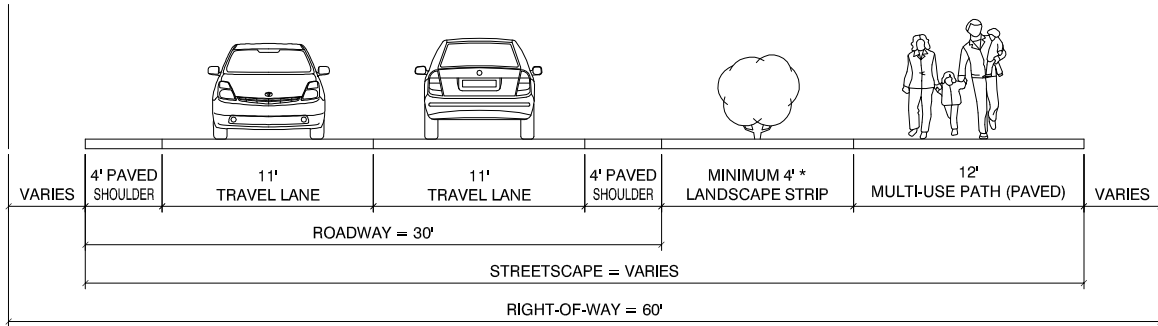 VARIES
4' PAVED
SHOULDER
11'
TRAVEL LANE
11'
TRAVEL LANE
4' PAVED
SHOULDER
MINIMUM 4' *
LANDSCAPE STRIP
12'
MULTI-USE PATH (PAVED)
VARIES
ROADWAY = 30'
STREETSCAPE = VARIES
RIGHT-OF-WAY = 60'